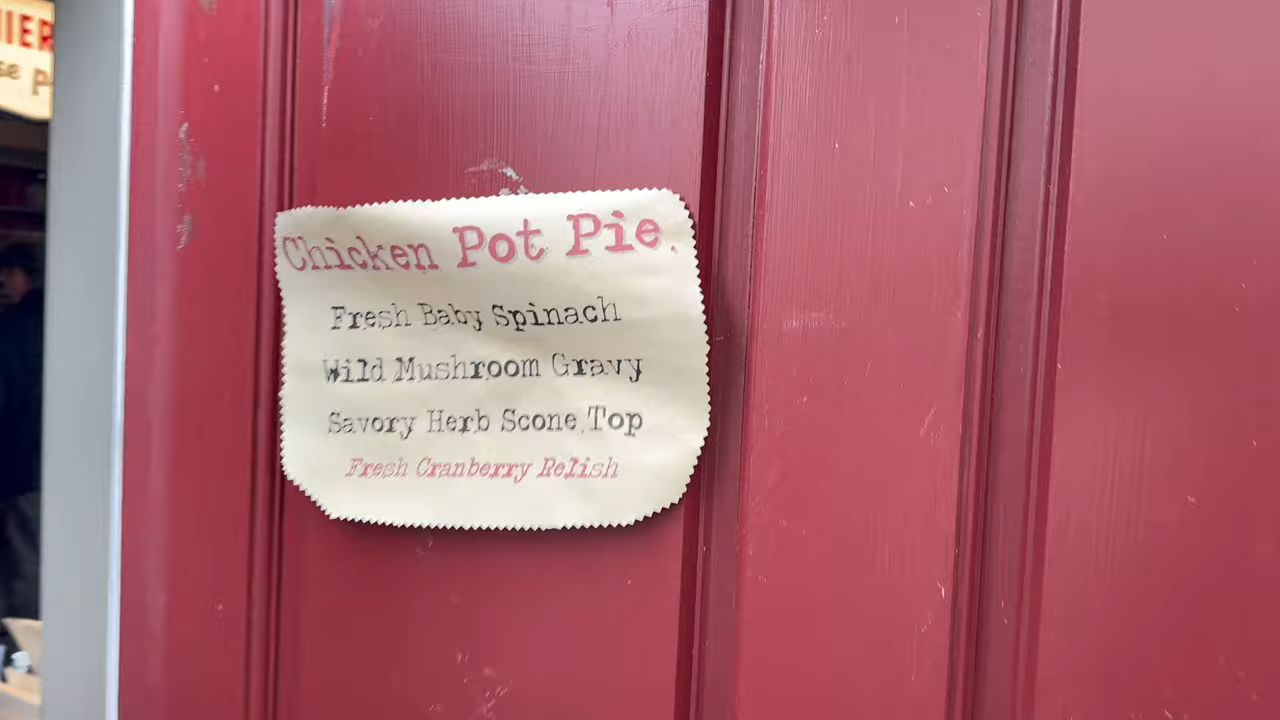 Chicken Pot Pie.
Fresh Baby Spinach
Wild Mushroom Gravy
Savory Herb Scone Top
Fresh Cranberry Relish